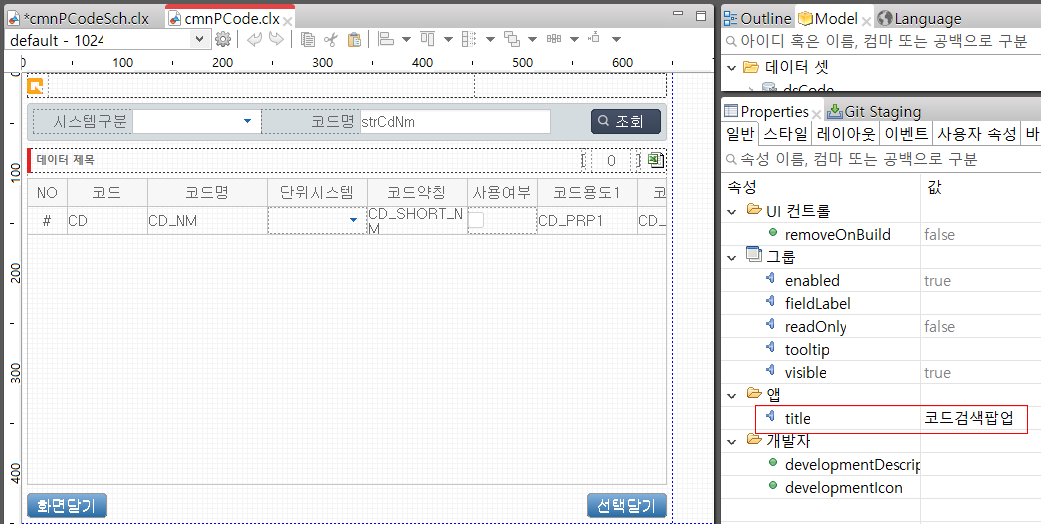 *cmnPCodeSch.clx
cmnPCode.clx
default - 1024
0 100 200 300 400 500 600
0
100
200
300
400
시스템구분
코드명 strCdNm
조회
데이터 제목
0
NO 코드 코드명 단위시스템 코드약칭 사용여부 코드용도1 코
# CD CD_NM CD_SHORT_NM CD_PRP1 CD_
화면닫기
선택닫기
Outline Model Language
아이디 혹은 이름, 컴마 또는 공백으로 구분
데이터 셋
dsCode
Properties Git Staging
일반 스타일 레이아웃 이벤트 사용자 속성 바
속성 이름, 컴마 또는 공백으로 구분
속성 값
UI 컨트롤
removeOnBuild false
그룹
enabled true
fieldLabel
readOnly false
tooltip
visible true
앱
title 코드검색팝업
개발자
developmentDescrip
developmentIcon